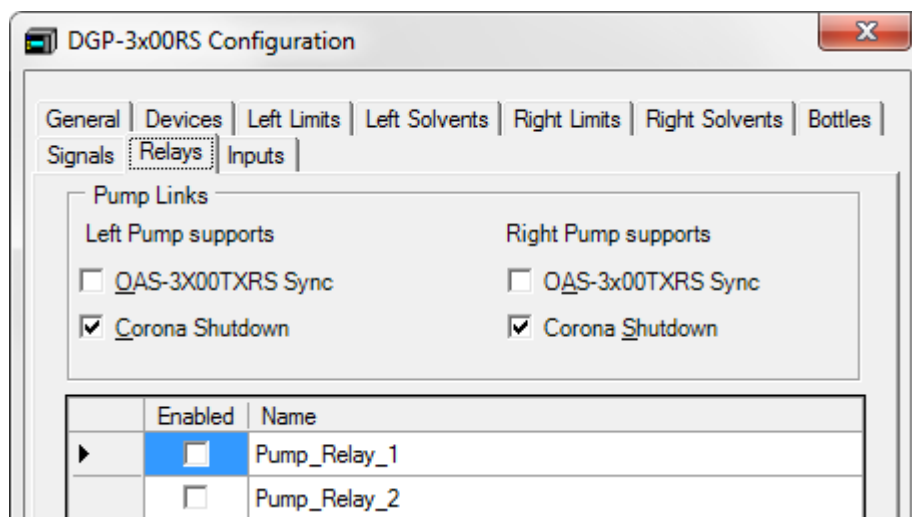 DGP-3x00RS Configuration
General Devices Left Limits Left Solvents Right Limits Right Solvents Bottles
Signals Relays Inputs
Pump Links
Left Pump supports Right Pump supports
OAS-3X00TXRS Sync OAS-3x00TXRS Sync
Corona Shutdown Corona Shutdown
Enabled Name
Pump_Relay_1
Pump_Relay_2